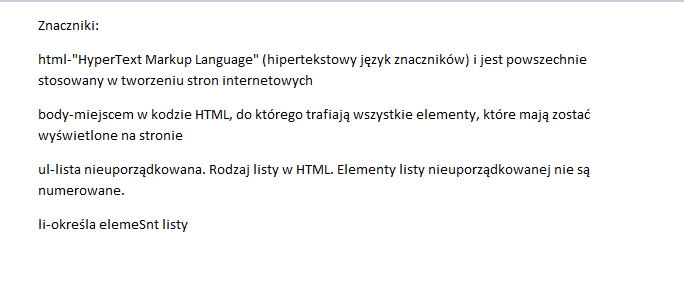 Znaczniki:
html-"HyperText Markup Language" (hipertekstowy język znaczników) i jest powszechnie
stosowany w tworzeniu stron internetowych
body-miejscem w kodzie HTML, do którego trafiają wszystkie elementy, które mają zostać
wyświetlone na stronie
ul-lista nieuporządkowana. Rodzaj listy w HTML. Elementy listy nieuporządkowanej nie są
numerowane.
li-określa elemeSnt listy